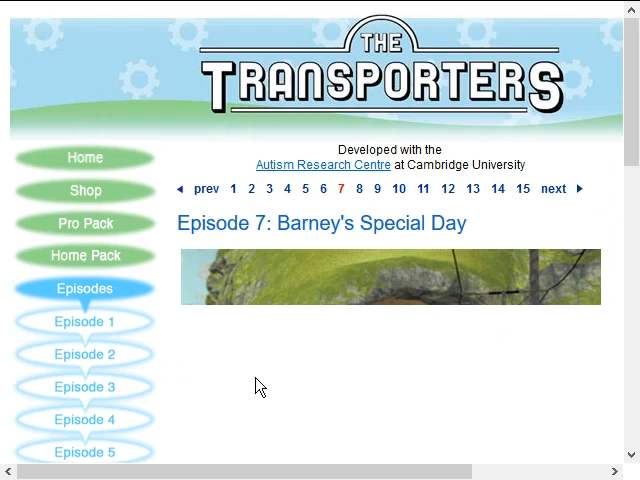 THE
TRANSPORTERS
Developed with the
Autism Research Centre at Cambridge University
prev 1 2 3 4 5 6 7 8 9 10 11 12 13 14 15 next
Home
Shop
Pro Pack
Home Pack
Episodes
Episode 1
Episode 2
Episode 3
Episode 4
Episode 5
Episode 7: Barney's Special Day